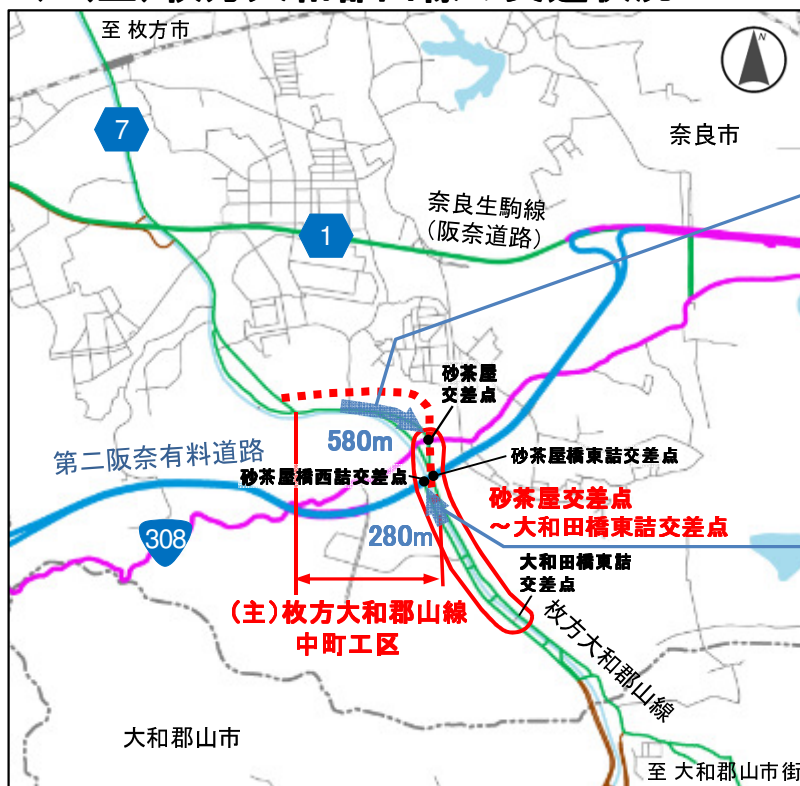 至 枚方市
N
7
奈良市
奈良生駒線
(阪奈道路)
1
砂茶屋
交差点
580m
第二阪奈有料道路
砂茶屋橋東詰交差点
砂茶屋橋西詰交差点
砂茶屋交差点
～大和田橋東詰交差点
308
280m
大和田橋東詰
交差点
(主)枚方大和郡山線
中町工区
枚方大和郡山線
大和郡山市
至 大和郡山市街